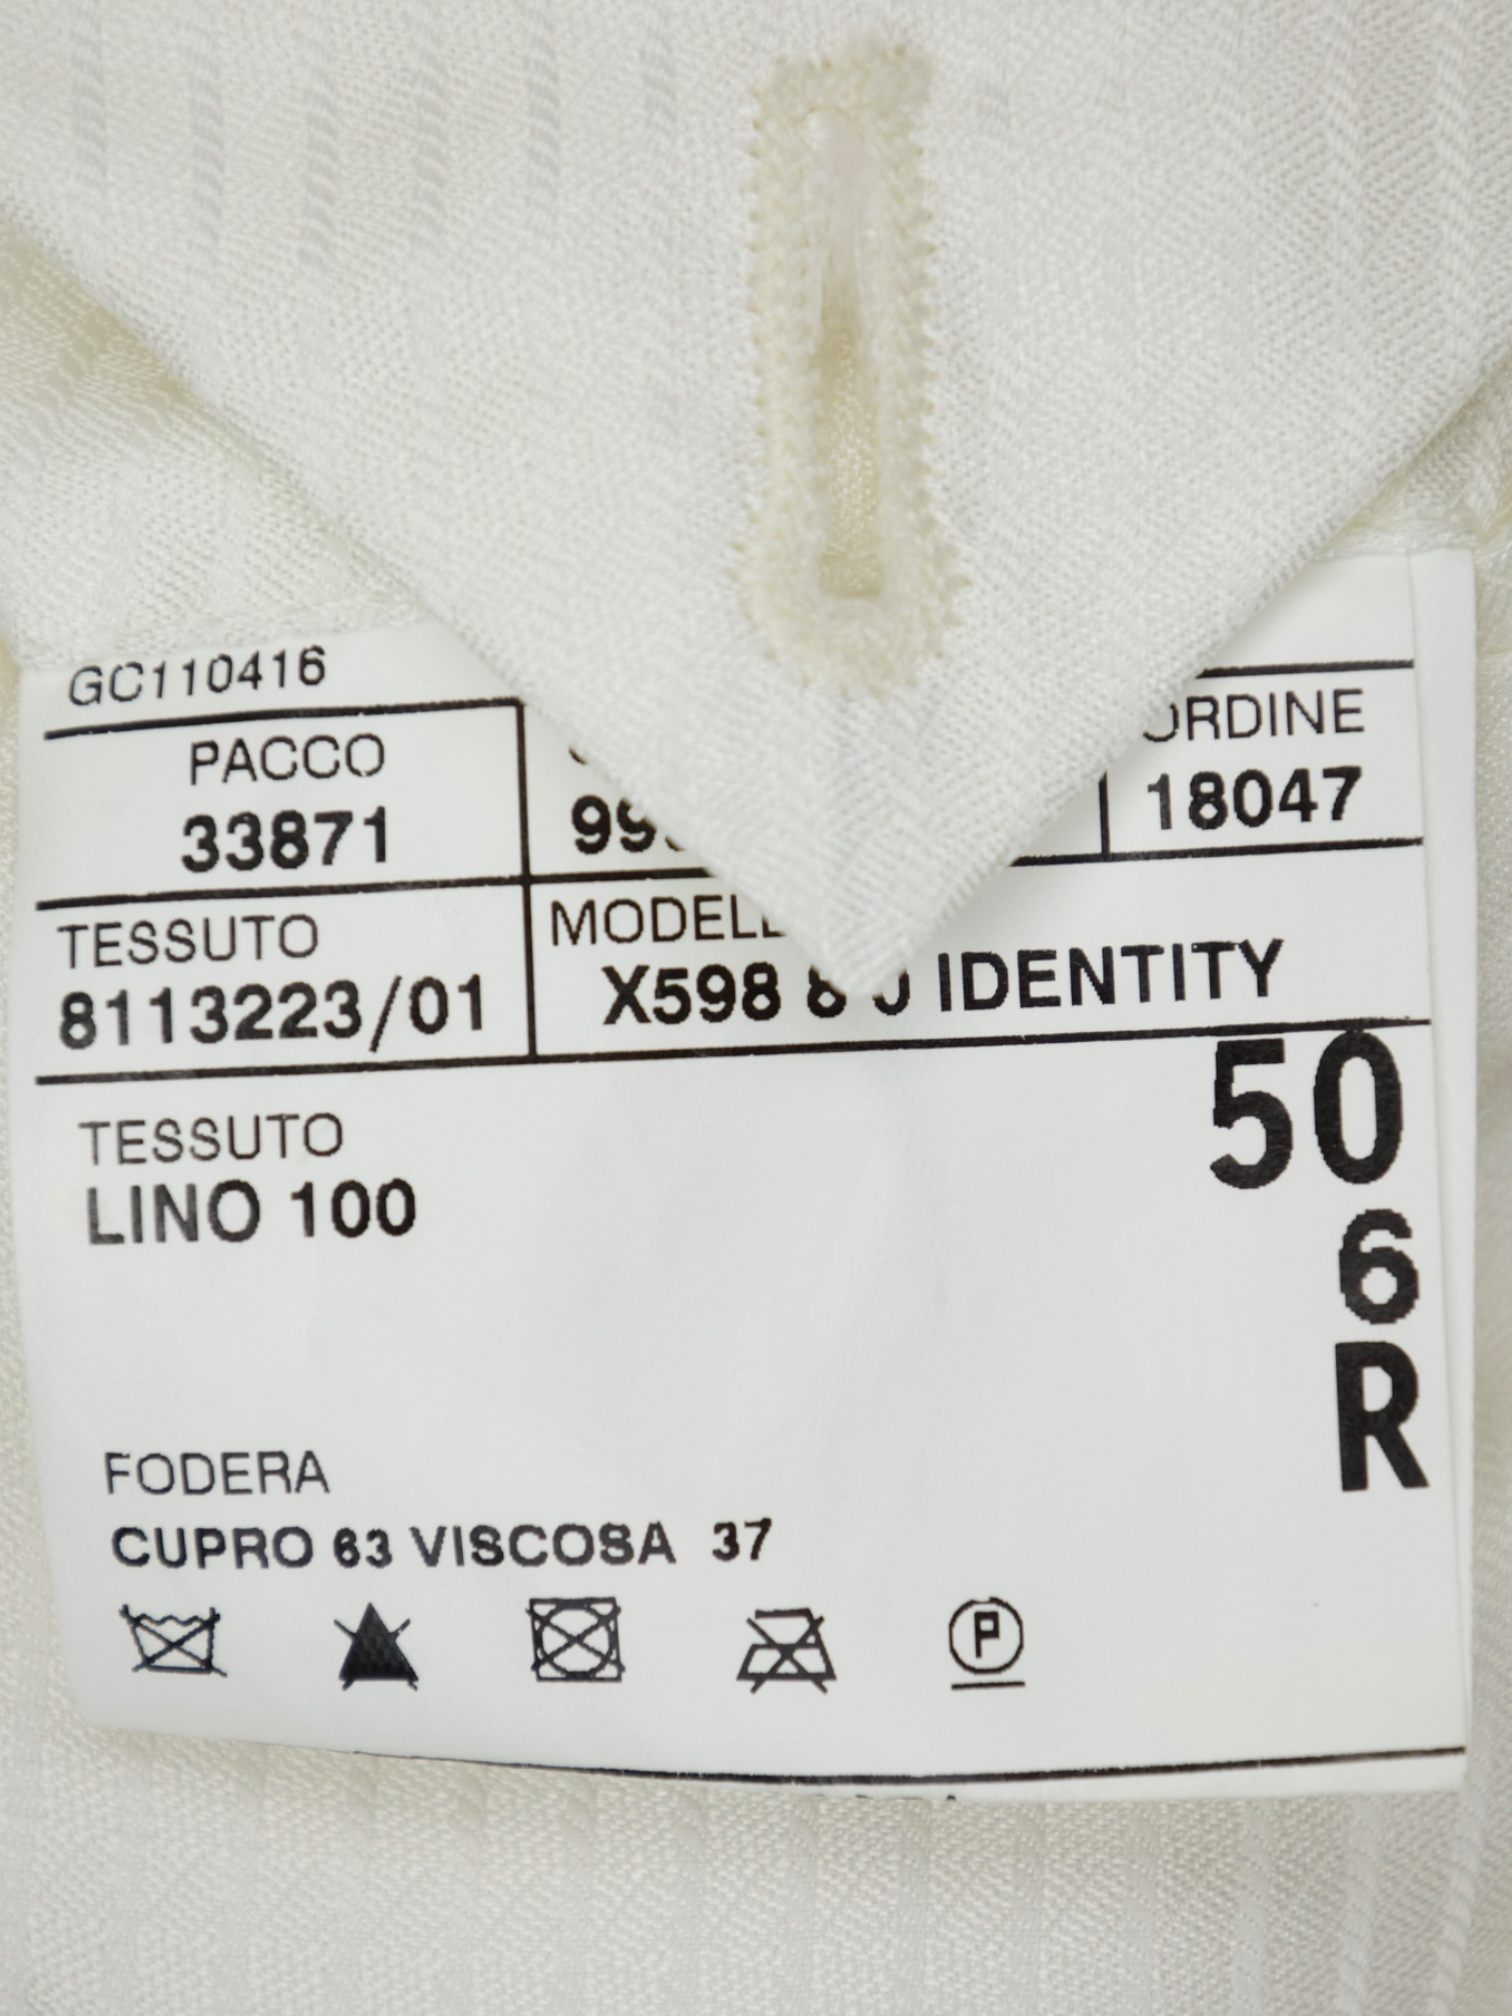 GC110416
PACCO
33871
ORDINE
18047
TESSUTO
8113223/01
X598
IDENTITY
50
6
R
TESSUTO
LINO 100
FODERA
CUPRO 63 VISCOSA 37
P